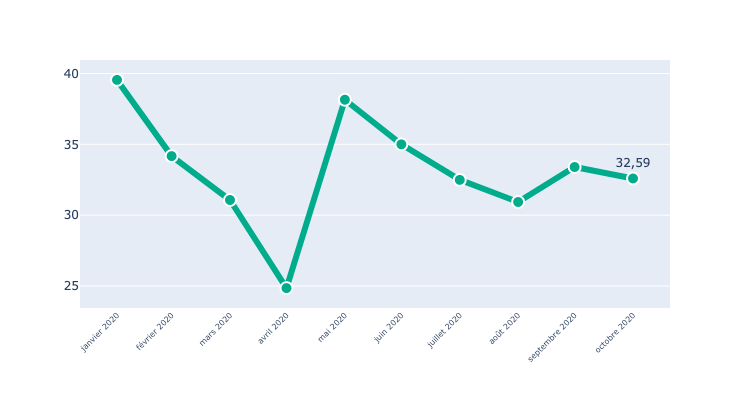 40
35
30
25
32,59
janvier 2020
février 2020
mars 2020
avril 2020
mai 2020
juin 2020
juillet 2020
août 2020
septembre 2020
octobre 2020